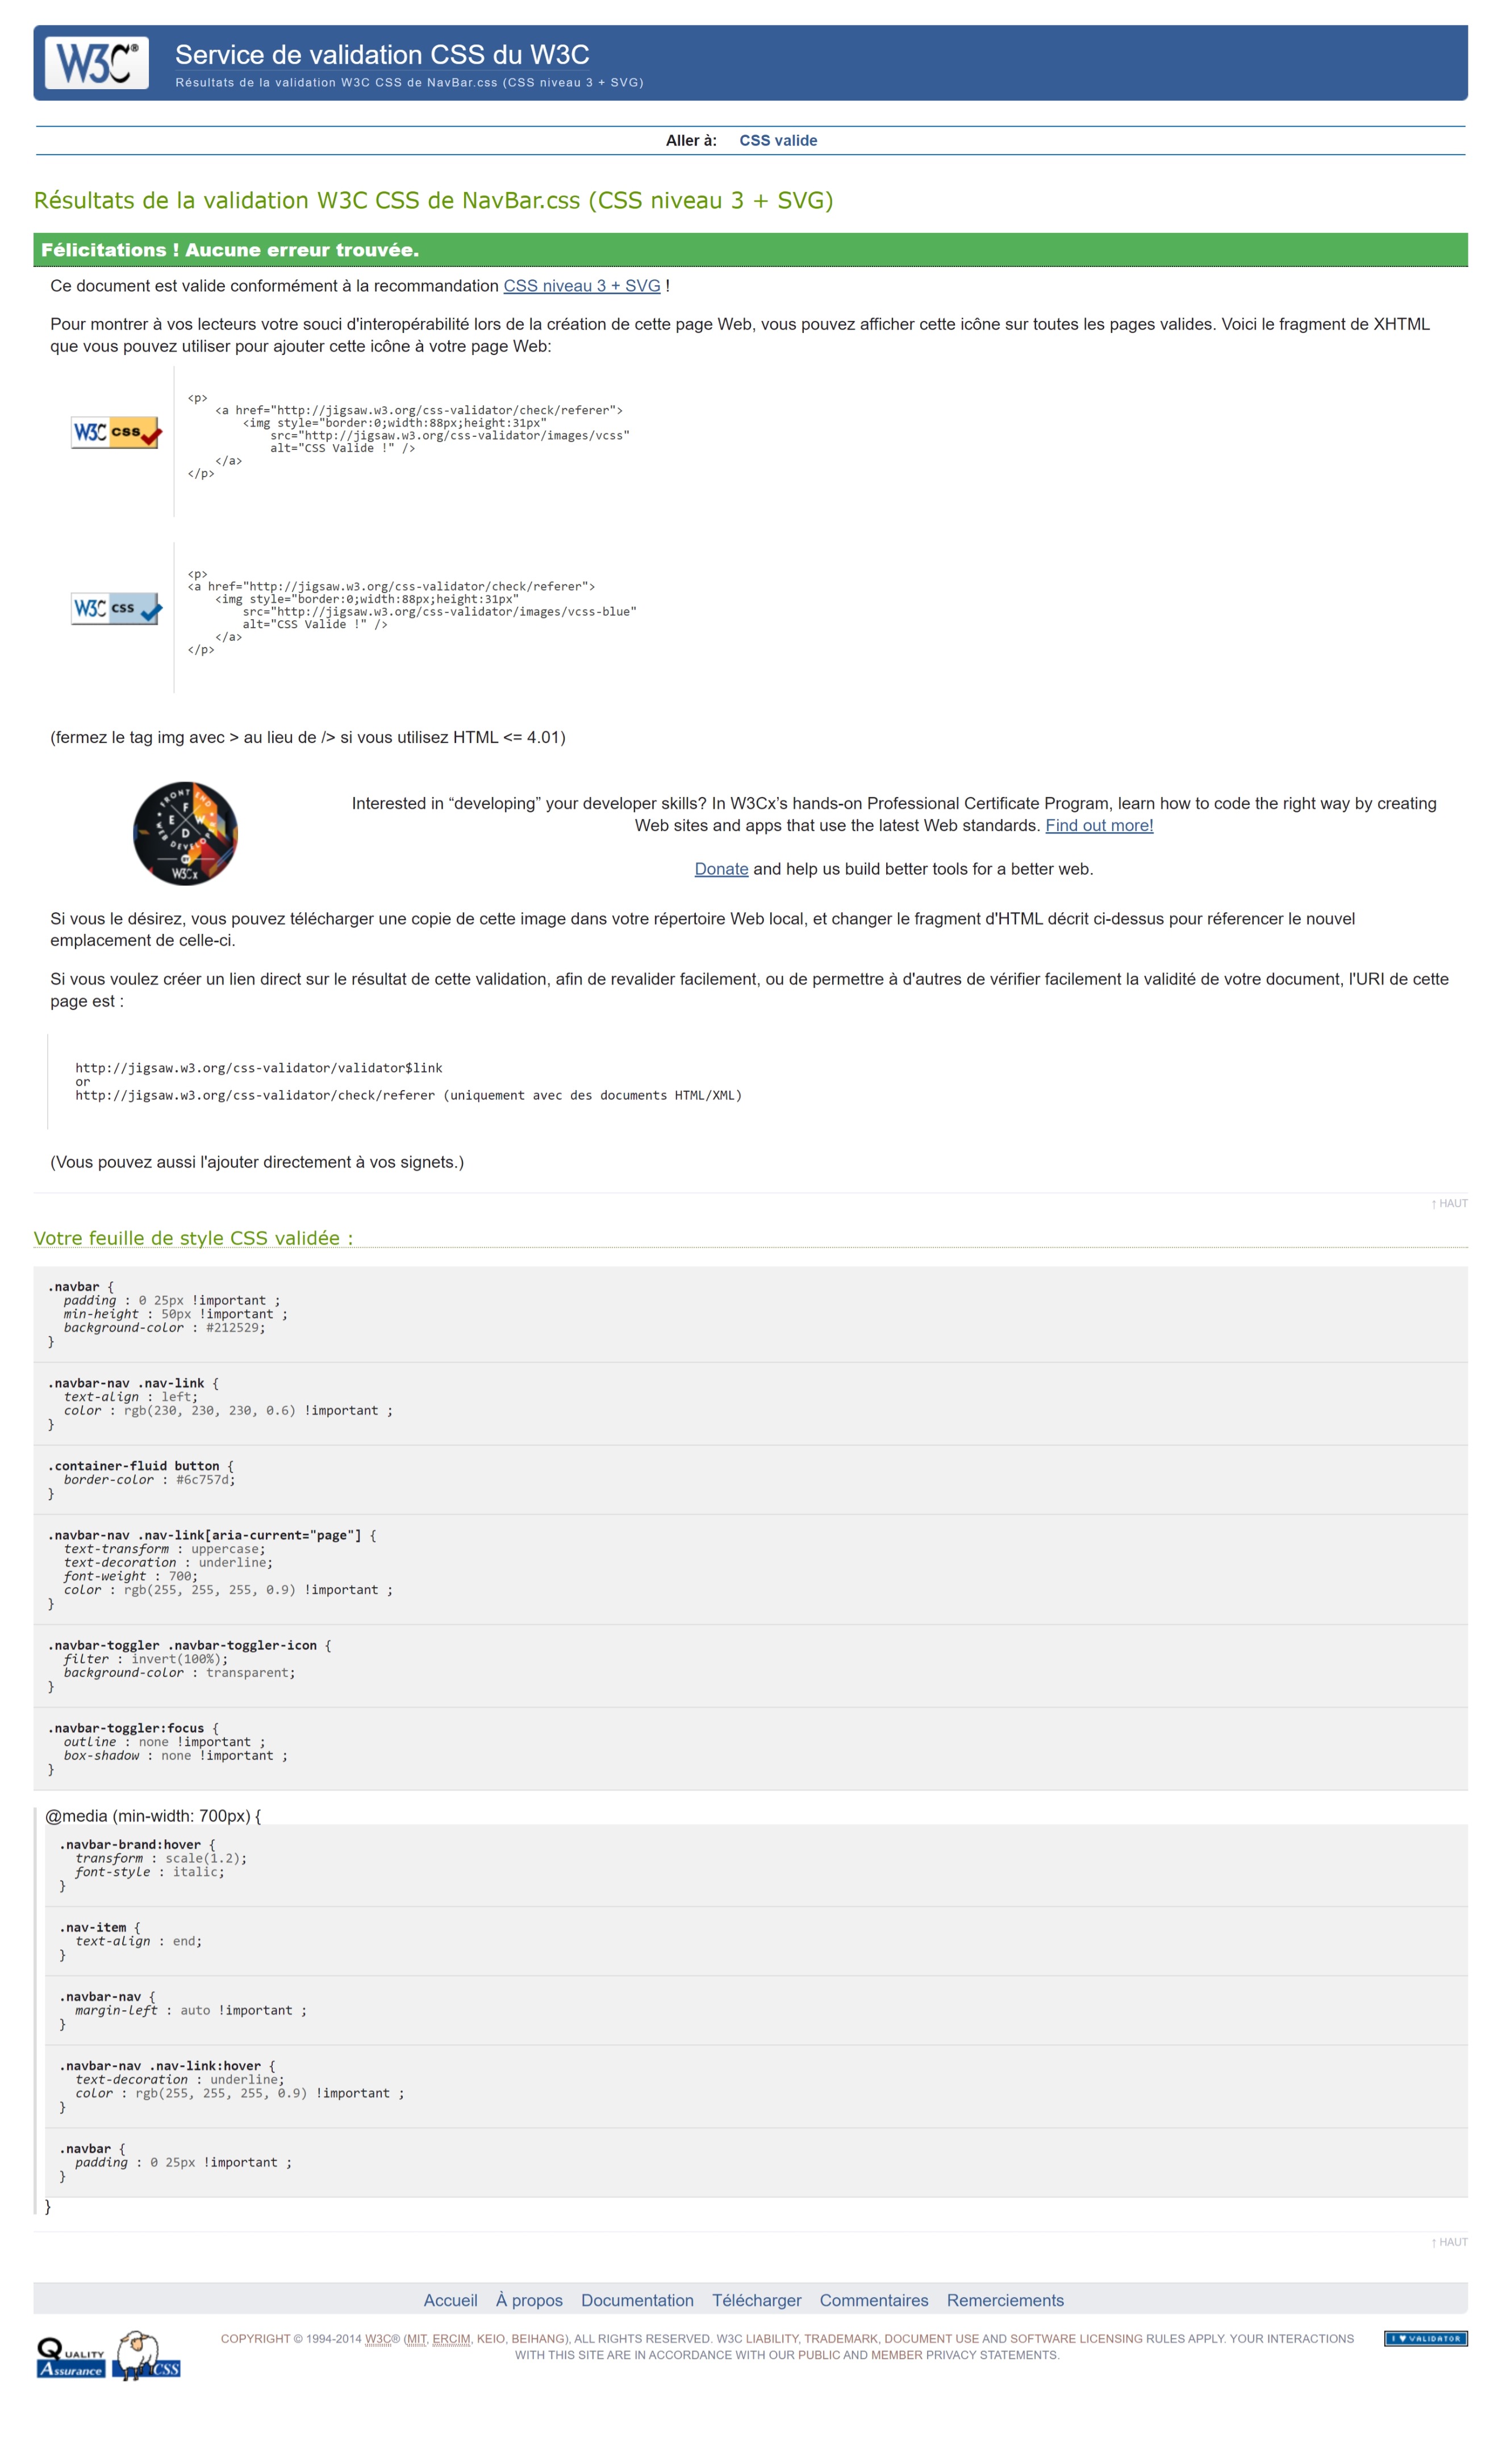 W3C®
Service de validation CSS du W3C
Résultats de la validation W3C CSS de NavBar.css (CSS niveau 3 + SVG)
Aller à: CSS valide
Résultats de la validation W3C CSS de NavBar.css (CSS niveau 3 + SVG)
Félicitations ! Aucune erreur trouvée.
Ce document est valide conformément à la recommandation CSS niveau 3 + SVG !
Pour montrer à vos lecteurs votre souci d'interopérabilité lors de la création de cette page Web, vous pouvez afficher cette icône sur toutes les pages valides. Voici le fragment de XHTML
que vous pouvez utiliser pour ajouter cette icône à votre page Web:
W3C css
<p>
<a href="http://jigsaw.w3.org/css-validator/check/referer">
<img style="border:0;width:88px;height:31px"
src="http://jigsaw.w3.org/css-validator/images/vcss"
alt="CSS Valide !" />
</a>
</p>
W3C css
<p>
<a href="http://jigsaw.w3.org/css-validator/check/referer">
<img style="border:0;width:88px;height:31px"
src="http://jigsaw.w3.org/css-validator/images/vcss-blue"
alt="CSS Valide !" />
</a>
</p>
(fermez le tag img avec > au lieu de /> si vous utilisez HTML <= 4.01)
FRONT END WEB DEVELOPER
F E W D
W3Cx
Interested in “developing” your developer skills? In W3Cx’s hands-on Professional Certificate Program, learn how to code the right way by creating
Web sites and apps that use the latest Web standards. Find out more!
Donate and help us build better tools for a better web.
Si vous le désirez, vous pouvez télécharger une copie de cette image dans votre répertoire Web local, et changer le fragment d'HTML décrit ci-dessus pour réferencer le nouvel
emplacement de celle-ci.
Si vous voulez créer un lien direct sur le résultat de cette validation, afin de revalider facilement, ou de permettre à d'autres de vérifier facilement la validité de votre document, l'URI de cette
page est :
http://jigsaw.w3.org/css-validator/validator$link
or
http://jigsaw.w3.org/css-validator/check/referer (uniquement avec des documents HTML/XML)
(Vous pouvez aussi l'ajouter directement à vos signets.)
↑ HAUT
Votre feuille de style CSS validée :
.navbar {
padding : 0 25px !important ;
min-height : 50px !important ;
background-color : #212529;
}
.navbar-nav .nav-link {
text-align : left;
color : rgb(230, 230, 230, 0.6) !important ;
}
.container-fluid button {
border-color : #6c757d;
}
.navbar-nav .nav-link[aria-current="page"] {
text-transform : uppercase;
text-decoration : underline;
font-weight : 700;
color : rgb(255, 255, 255, 0.9) !important ;
}
.navbar-toggler .navbar-toggler-icon {
filter : invert(100%);
background-color : transparent;
}
.navbar-toggler:focus {
outline : none !important ;
box-shadow : none !important ;
}
@media (min-width: 700px) {
.navbar-brand:hover {
transform : scale(1.2);
font-style : italic;
}
.nav-item {
text-align : end;
}
.navbar-nav {
margin-left : auto !important ;
}
.navbar-nav .nav-link:hover {
text-decoration : underline;
color : rgb(255, 255, 255, 0.9) !important ;
}
.navbar {
padding : 0 25px !important ;
}
}
↑ HAUT
Accueil À propos Documentation Télécharger Commentaires Remerciements
QUALITY
Assurance
CSS
COPYRIGHT © 1994-2014 W3C® (MIT, ERCIM, KEIO, BEIHANG), ALL RIGHTS RESERVED. W3C LIABILITY, TRADEMARK, DOCUMENT USE AND SOFTWARE LICENSING RULES APPLY. YOUR INTERACTIONS
WITH THIS SITE ARE IN ACCORDANCE WITH OUR PUBLIC AND MEMBER PRIVACY STATEMENTS.
I ♥ VALIDATOR